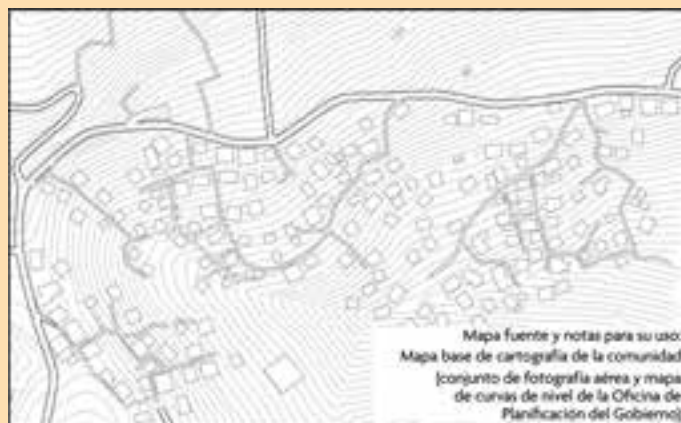 Mapa fuente y notas para su uso:
Mapa base de cartografía de la comunidad
(conjunto de fotografía aérea y mapa
de curvas de nivel de la Oficina de
Planificación del Gobierno)